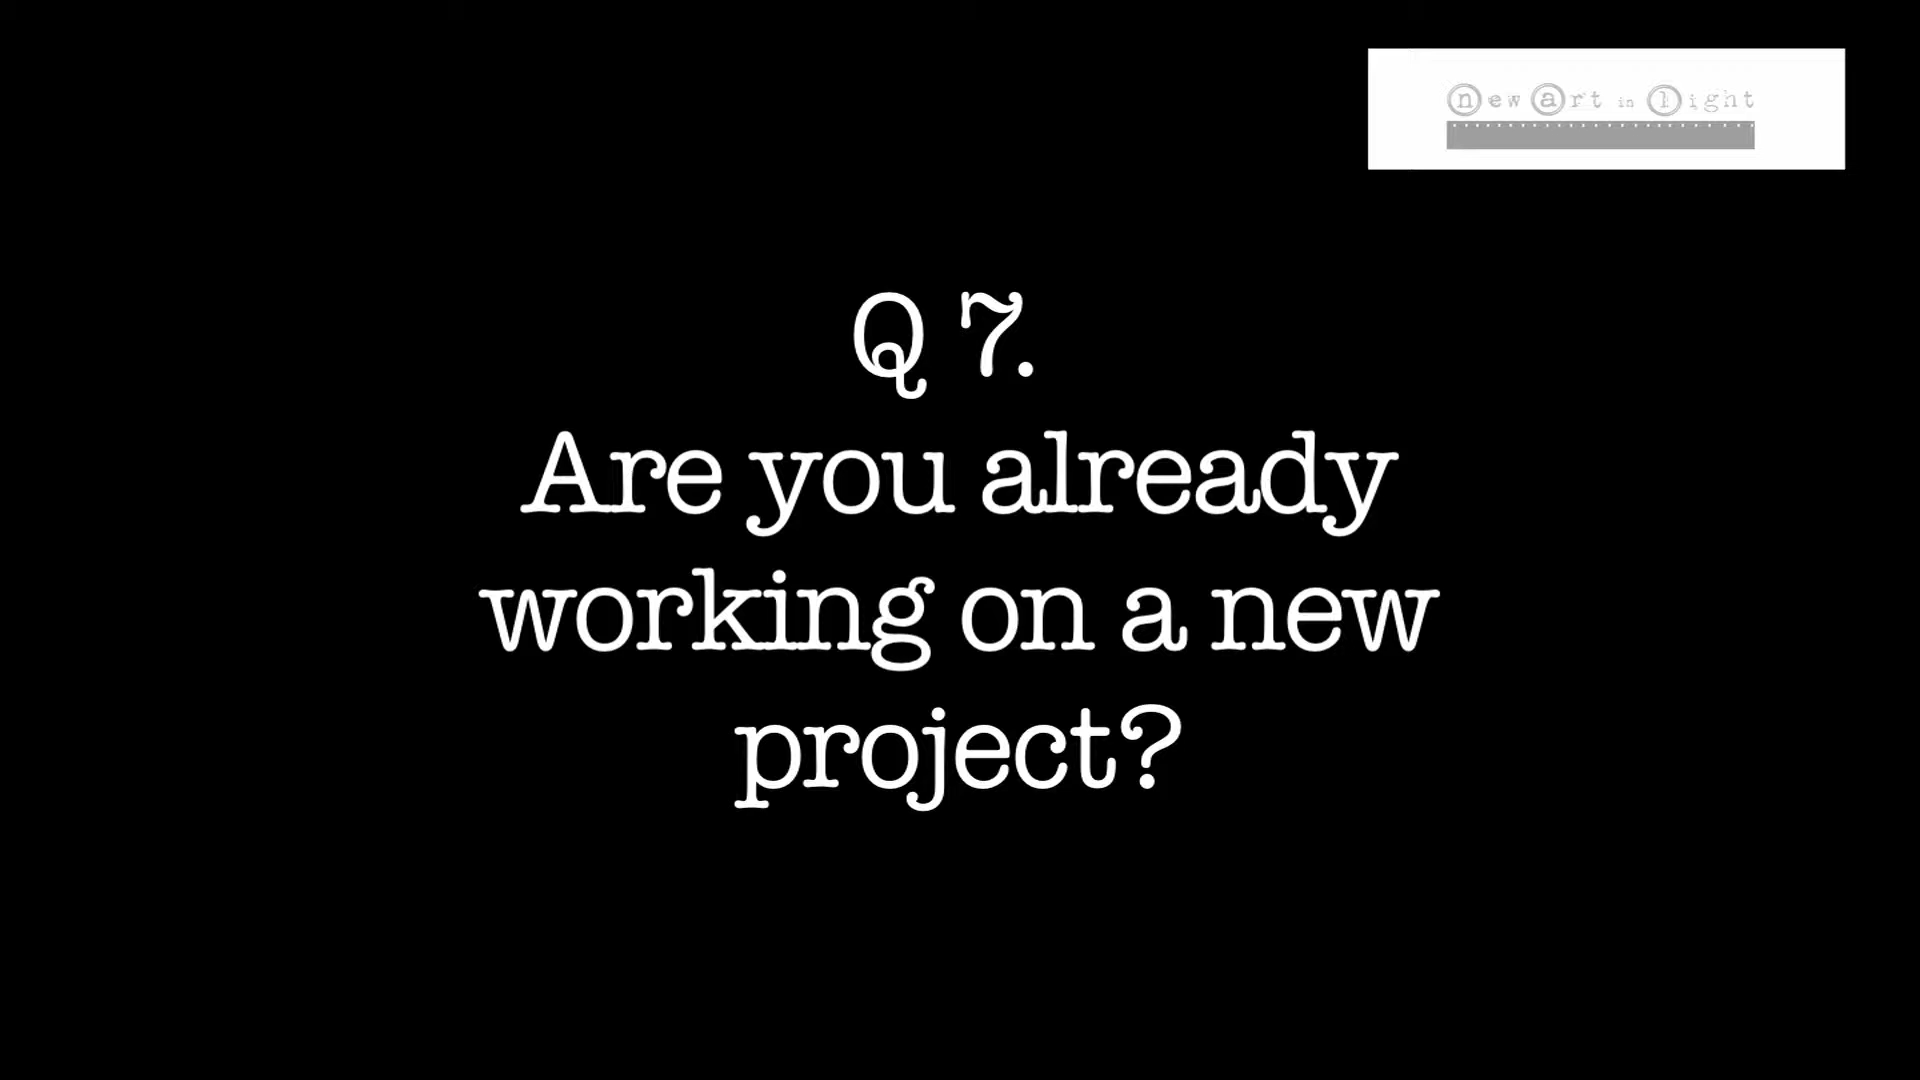 new art in light
Q 7.
Are you already
working on a new
project?